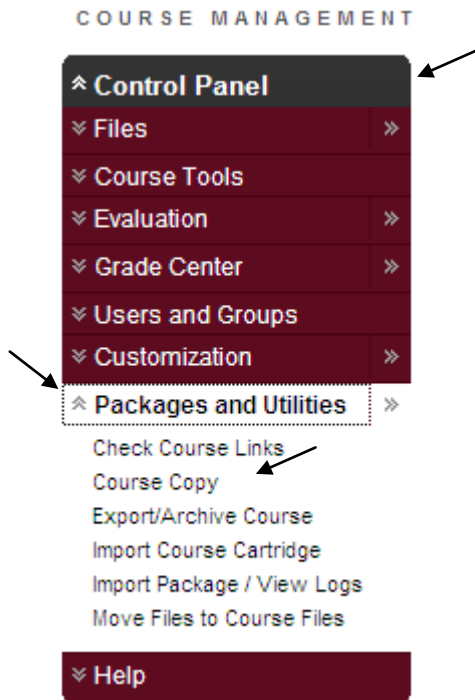 COURSE MANAGEMENT
Control Panel
Files
Course Tools
Evaluation
Grade Center
Users and Groups
Customization
Packages and Utilities
Check Course Links
Course Copy
Export/Archive Course
Import Course Cartridge
Import Package / View Logs
Move Files to Course Files
Help